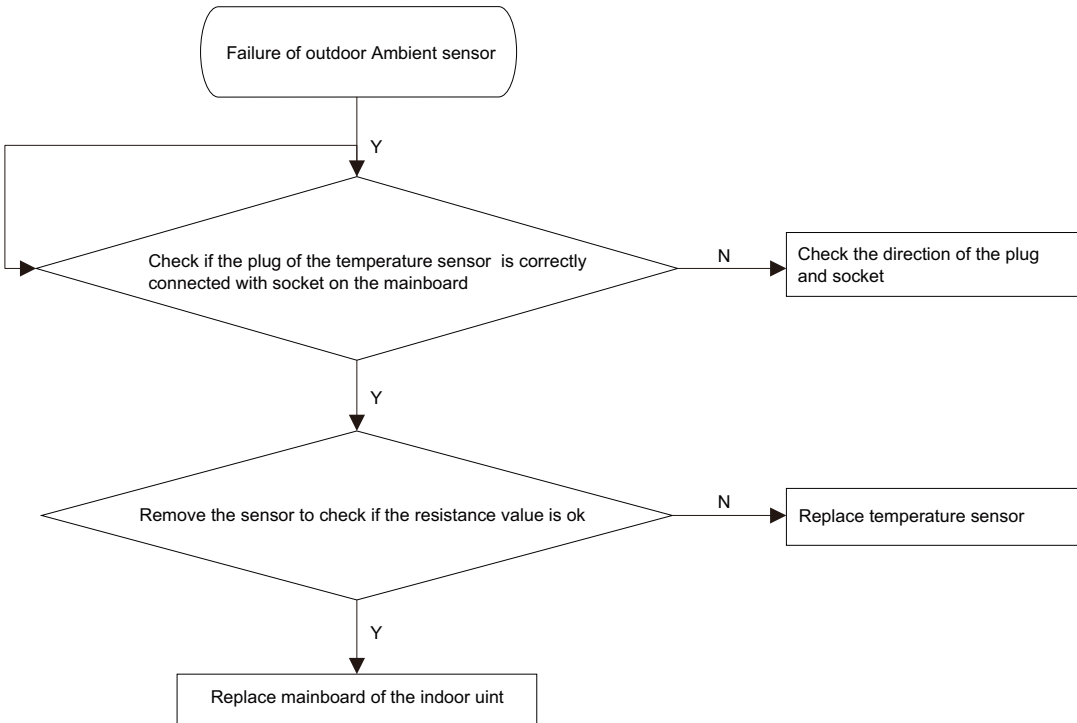 Failure of outdoor Ambient sensor
Y
Check if the plug of the temperature sensor is correctly
connected with socket on the mainboard
N
Check the direction of the plug
and socket
Y
Remove the sensor to check if the resistance value is ok
N
Replace temperature sensor
Y
Replace mainboard of the indoor uint